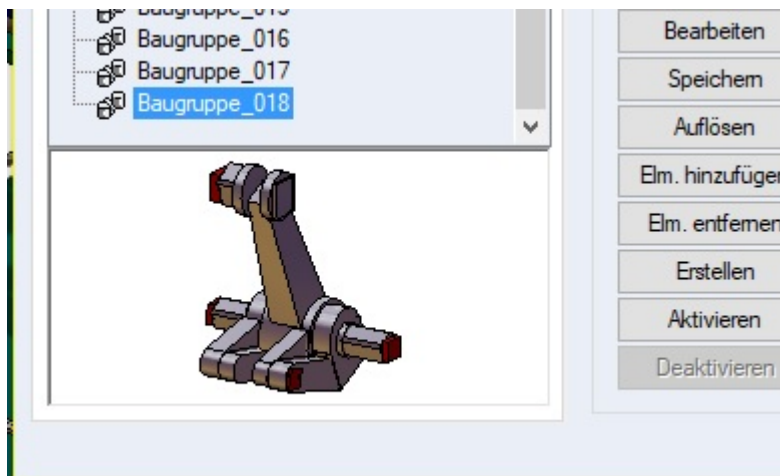 Baugruppe_016
Baugruppe_017
Baugruppe_018
Bearbeiten
Speichern
Auflösen
Elm. hinzufügen
Elm. entfernen
Erstellen
Aktivieren
Deaktivieren